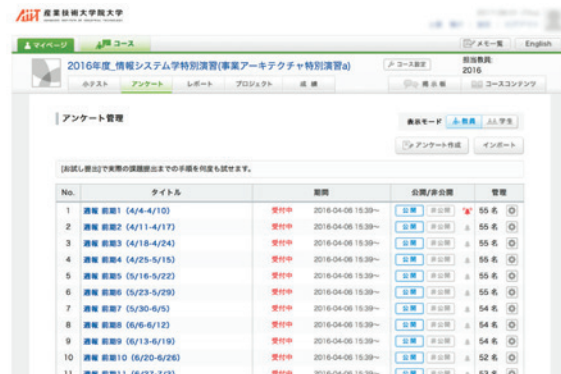 AIIT 産業技術大学院大学
マイページ コース メモ一覧 English
2016年度_情報システム学特別演習(事業アーキテクチャ特別演習a) コース設定 担当教員: 2016
小テスト アンケート レポート プロジェクト 成績 掲示板 コースコンテンツ
アンケート管理 表示モード 教員 学生
アンケート作成 インポート
[お試し提出]で実際の課題提出までの手順を何度も試せます。
No. タイトル 期間 公開/非公開 管理
1 週報 前期1 (4/4-4/10) 受付中 2016-04-06 15:39〜 公開 非公開 55 名
2 週報 前期2 (4/11-4/17) 受付中 2016-04-06 15:39〜 公開 非公開 55 名
3 週報 前期3 (4/18-4/24) 受付中 2016-04-06 15:39〜 公開 非公開 55 名
4 週報 前期4 (4/25-5/15) 受付中 2016-04-06 15:39〜 公開 非公開 55 名
5 週報 前期5 (5/16-5/22) 受付中 2016-04-06 15:39〜 公開 非公開 55 名
6 週報 前期6 (5/23-5/29) 受付中 2016-04-06 15:39〜 公開 非公開 55 名
7 週報 前期7 (5/30-6/5) 受付中 2016-04-06 15:39〜 公開 非公開 54 名
8 週報 前期8 (6/6-6/12) 受付中 2016-04-06 15:39〜 公開 非公開 54 名
9 週報 前期9 (6/13-6/19) 受付中 2016-04-06 15:39〜 公開 非公開 54 名
10 週報 前期10 (6/20-6/26) 受付中 2016-04-06 15:39〜 公開 非公開 52 名